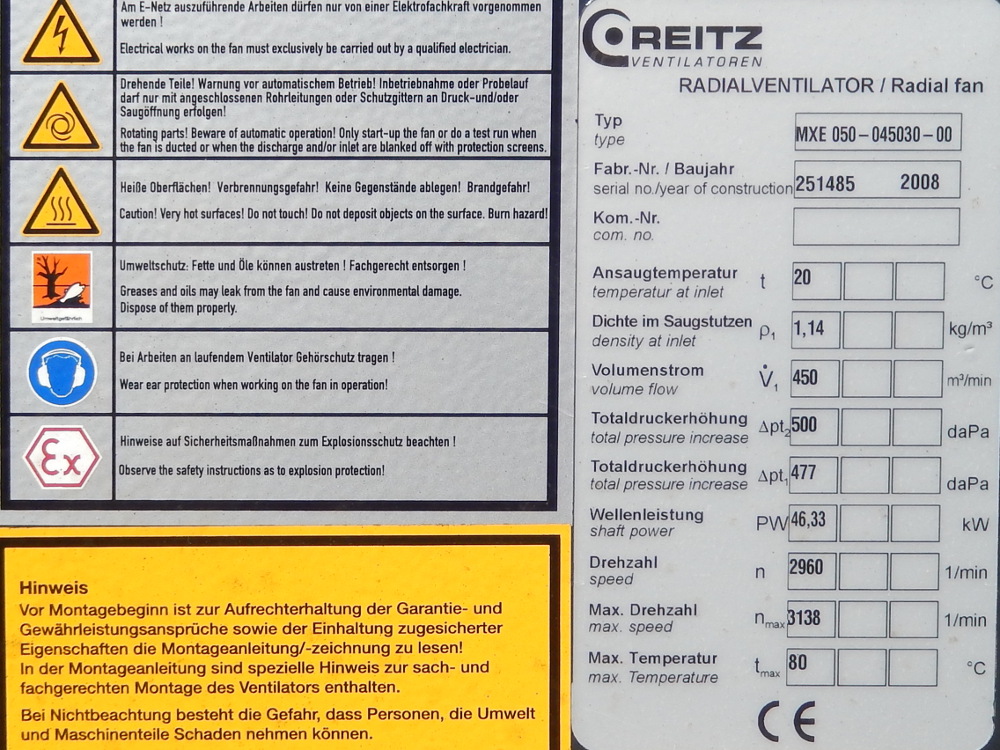 Am E-Netz auszuführende Arbeiten dürfen nur von einer Elektrofachkraft vorgenommen
werden !
Electrical works on the fan must exclusively be carried out by a qualified electrician.
Drehende Teile! Warnung vor automatischem Betrieb! Inbetriebnahme oder Probelauf
darf nur mit angeschlossenen Rohrleitungen oder Schutzgittern an Druck-und/oder
Saugöffnung erfolgen!
Rotating parts! Beware of automatic operation! Only start-up the fan or do a test run when
the fan is ducted or when the discharge and/or inlet are blanked off with protection screens.
Heiße Oberflächen! Verbrennungsgefahr! Keine Gegenstände ablegen! Brandgefahr!
Caution! Very hot surfaces! Do not touch! Do not deposit objects on the surface. Burn hazard!
Umweltgefährlich
Umweltschutz: Fette und Öle können austreten ! Fachgerecht entsorgen !
Greases and oils may leak from the fan and cause environmental damage.
Dispose of them properly.
Bei Arbeiten an laufendem Ventilator Gehörschutz tragen !
Wear ear protection when working on the fan in operation!
Ex
Hinweise auf Sicherheitsmaßnahmen zum Explosionsschutz beachten !
Observe the safety instructions as to explosion protection!
Hinweis
Vor Montagebeginn ist zur Aufrechterhaltung der Garantie- und
Gewährleistungsansprüche sowie der Einhaltung zugesicherter
Eigenschaften die Montageanleitung/-zeichnung zu lesen!
In der Montageanleitung sind spezielle Hinweis zur sach- und
fachgerechten Montage des Ventilators enthalten.
Bei Nichtbeachtung besteht die Gefahr, dass Personen, die Umwelt
und Maschinenteile Schaden nehmen können.
REITZ
VENTILATOREN
RADIALVENTILATOR / Radial fan
Typ
type MXE 050-045030-00
Fabr.-Nr. / Baujahr
serial no./year of construction 251485 2008
Kom.-Nr.
com. no.
Ansaugtemperatur
temperatur at inlet t 20 °C
Dichte im Saugstutzen
density at inlet ρ1 1,14 kg/m³
Volumenstrom
volume flow V̇1 450 m³/min
Totaldruckerhöhung
total pressure increase Δpt2 500 daPa
Totaldruckerhöhung
total pressure increase Δpt1 477 daPa
Wellenleistung
shaft power PW 46,33 kW
Drehzahl
speed n 2960 1/min
Max. Drehzahl
max. speed nmax 3138 1/min
Max. Temperatur
max. Temperature tmax 80 °C
CE